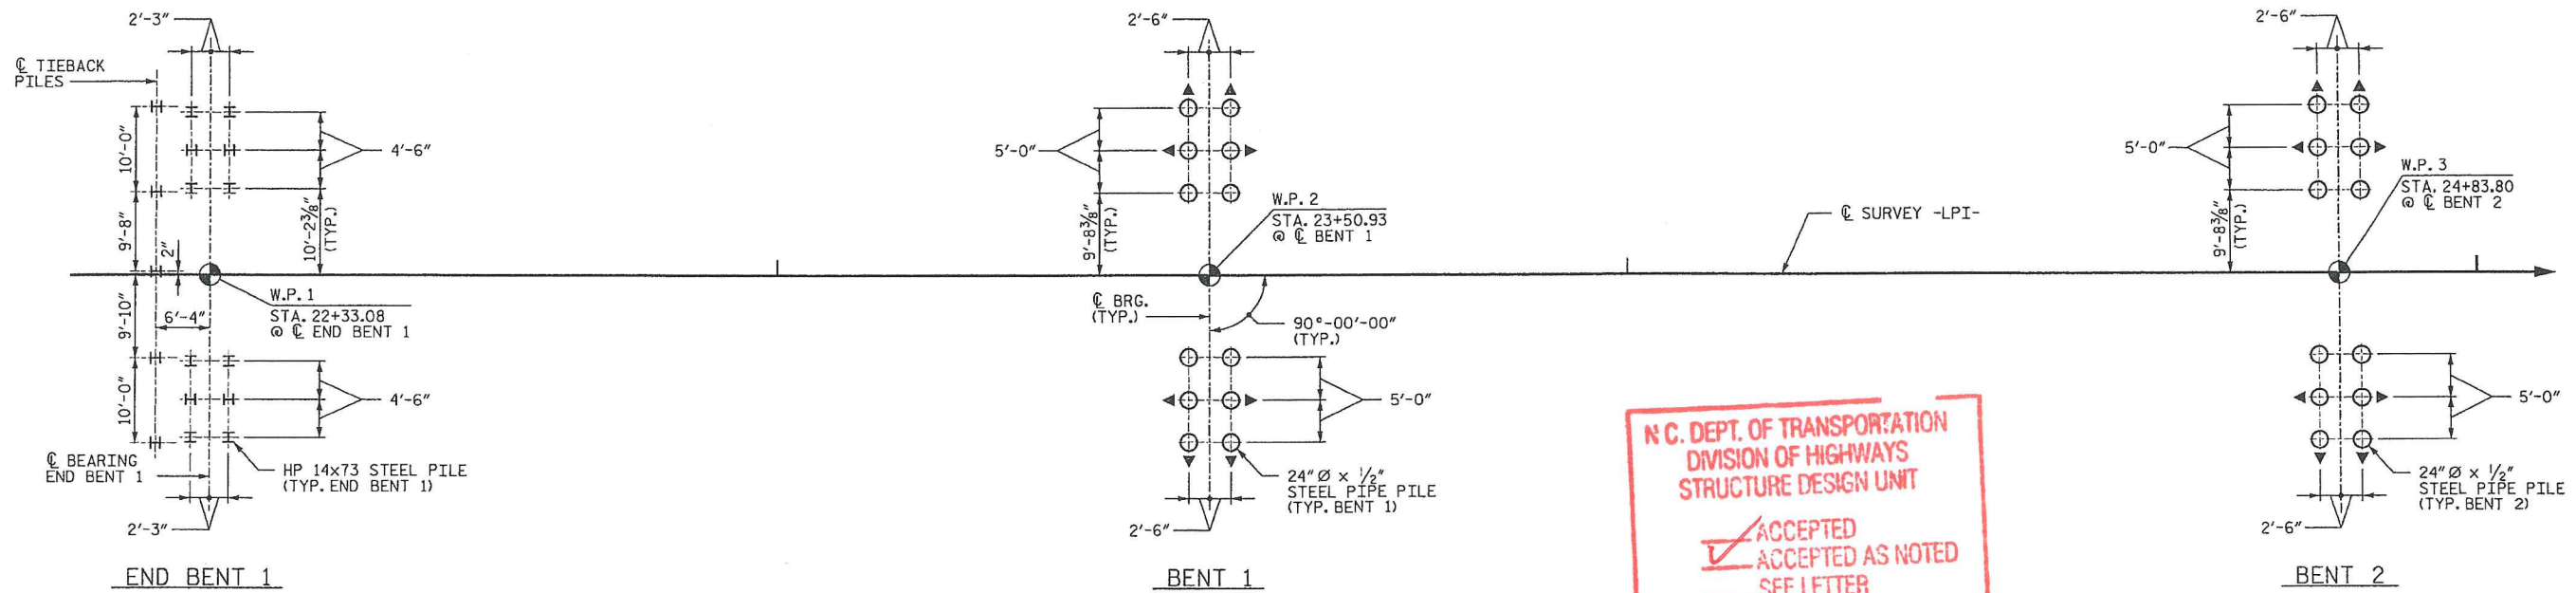 2'-3"
℄ TIEBACK
PILES
10'-0"
9'-8"
2"
9'-10"
10'-0"
6'-4"
4'-6"
10'-2⅜"
(TYP.)
W.P. 1
STA. 22+33.08
@ ℄ END BENT 1
4'-6"
℄ BEARING
END BENT 1
HP 14x73 STEEL PILE
(TYP. END BENT 1)
2'-3"
END BENT 1
2'-6"
5'-0"
9'-8⅜"
(TYP.)
W.P. 2
STA. 23+50.93
@ ℄ BENT 1
℄ BRG.
(TYP.)
90°-00'-00"
(TYP.)
5'-0"
24" Ø x ½"
STEEL PIPE PILE
(TYP. BENT 1)
2'-6"
BENT 1
℄ SURVEY -LPI-
N.C. DEPT. OF TRANSPORTATION
DIVISION OF HIGHWAYS
STRUCTURE DESIGN UNIT
ACCEPTED
ACCEPTED AS NOTED
SEE LETTER
2'-6"
5'-0"
9'-8⅜"
(TYP.)
W.P. 3
STA. 24+83.80
@ ℄ BENT 2
5'-0"
24" Ø x ½"
STEEL PIPE PILE
(TYP. BENT 2)
2'-6"
BENT 2